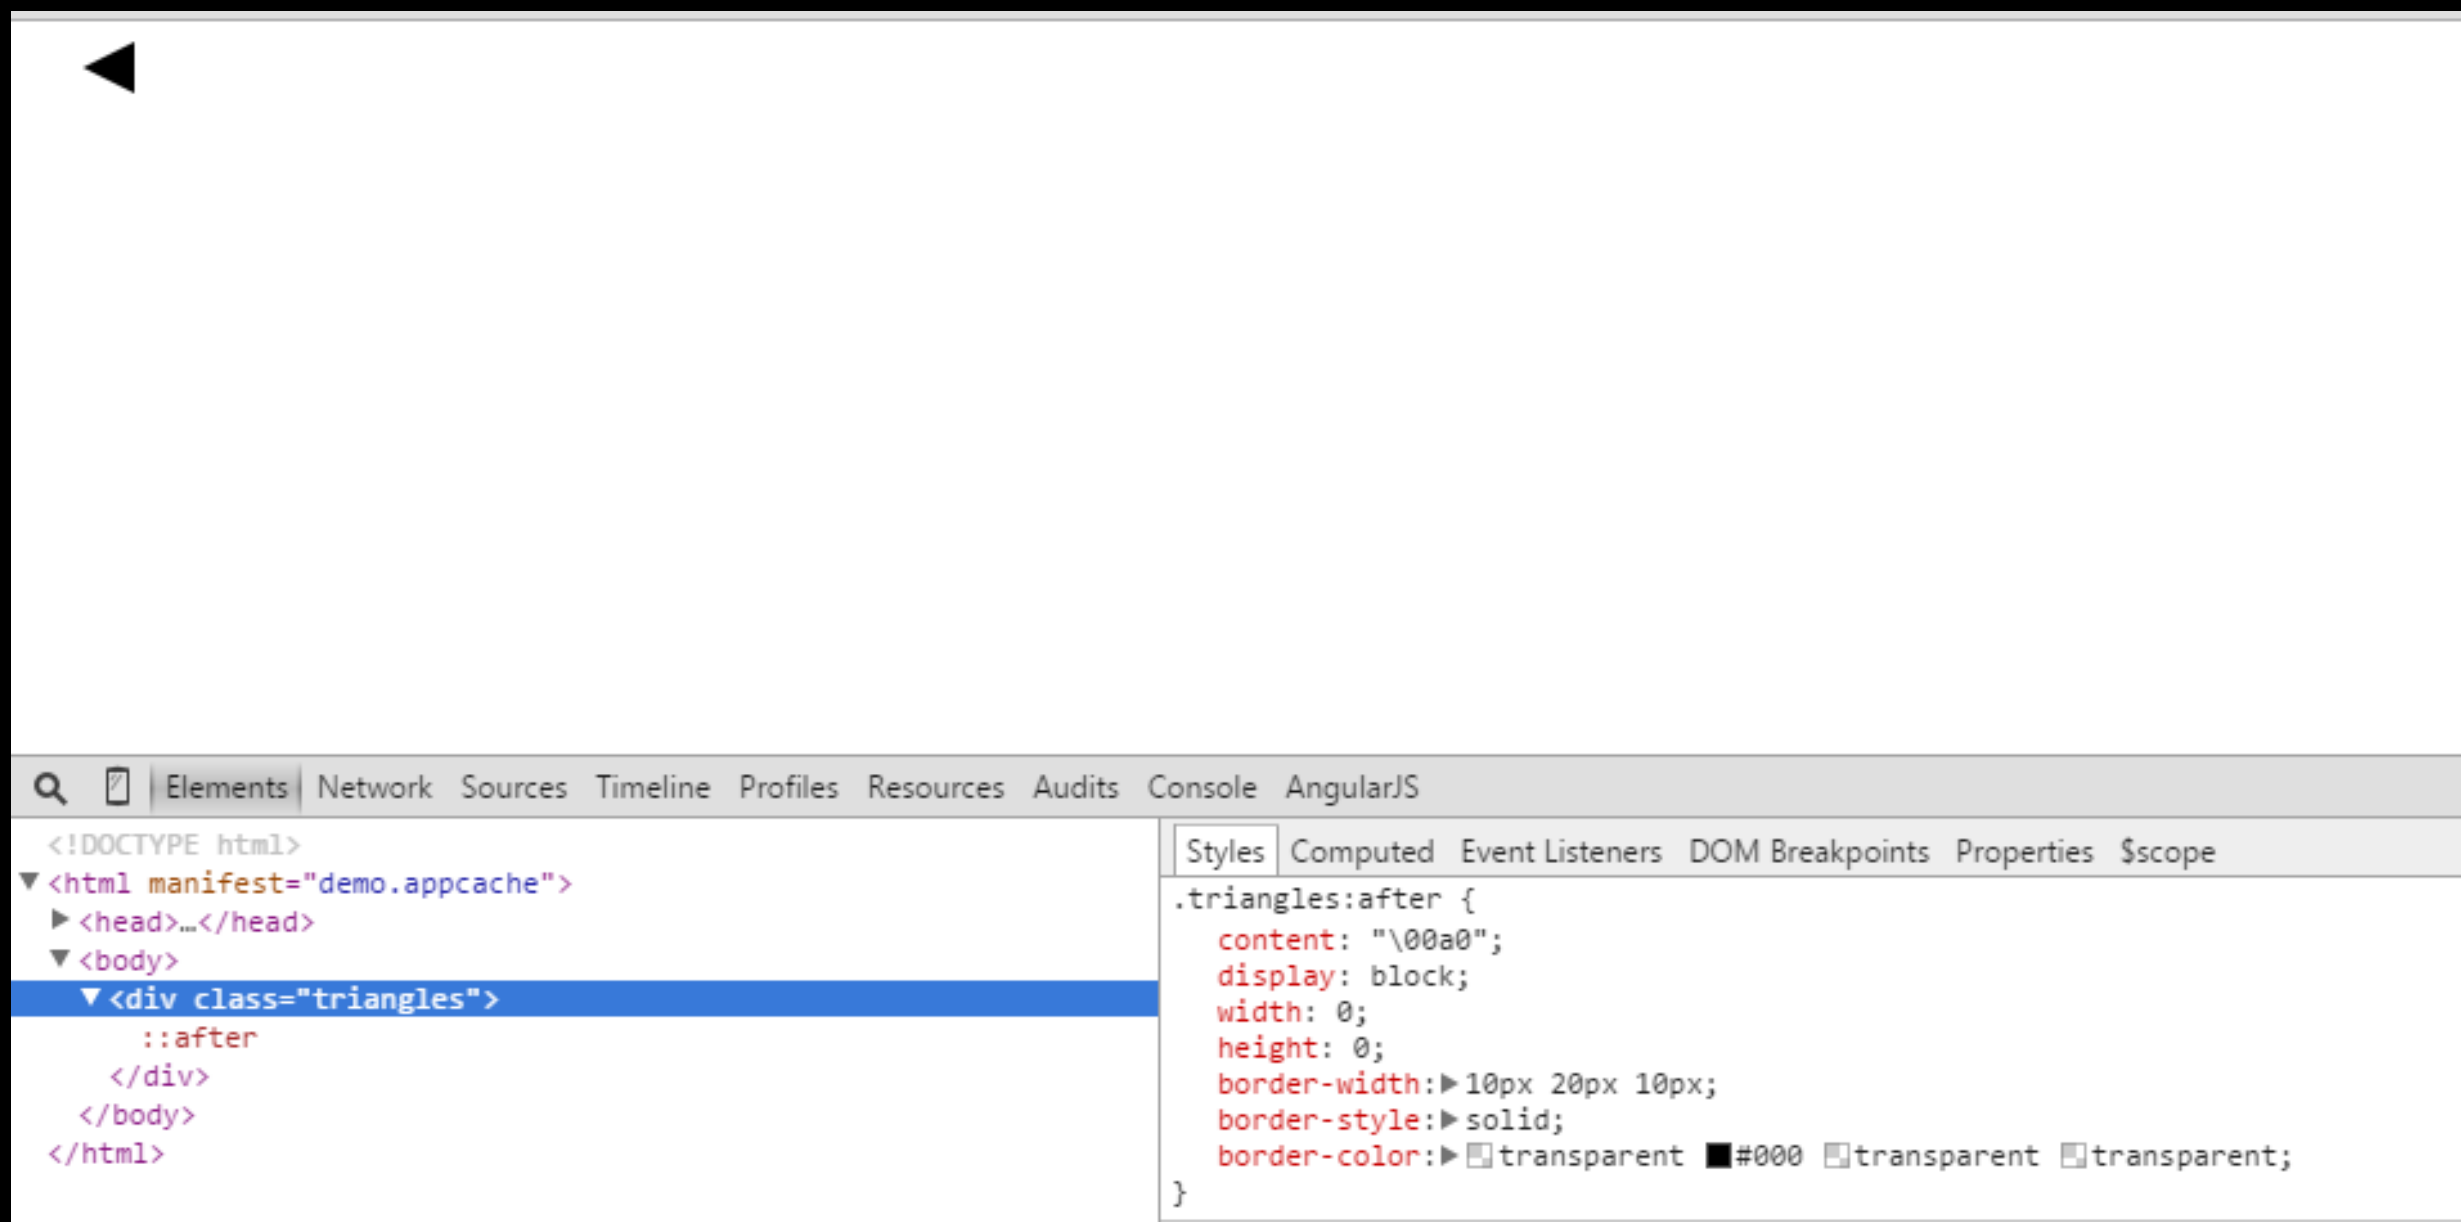 Elements Network Sources Timeline Profiles Resources Audits Console AngularJS
<!DOCTYPE html>
<html manifest="demo.appcache">
<head>…</head>
<body>
<div class="triangles">
::after
</div>
</body>
</html>
Styles Computed Event Listeners DOM Breakpoints Properties $scope
.triangles:after {
content: "\00a0";
display: block;
width: 0;
height: 0;
border-width: 10px 20px 10px;
border-style: solid;
border-color: transparent #000 transparent transparent;
}